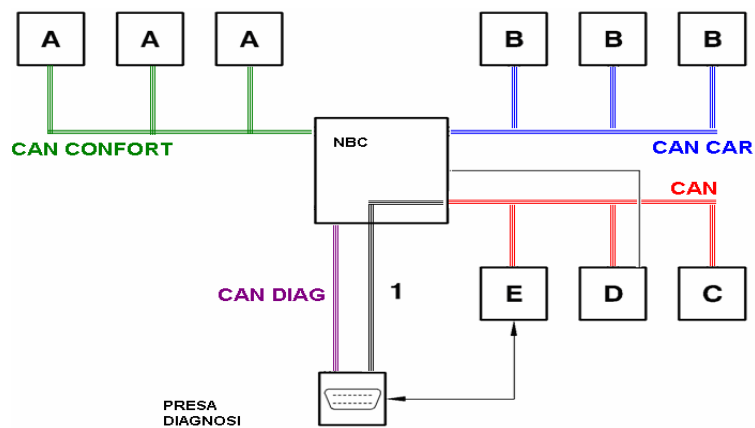 A A A B B B
NBC
CAN CONFORT
CAN CAR
CAN
E D C
CAN DIAG
1
PRESA
DIAGNOSI